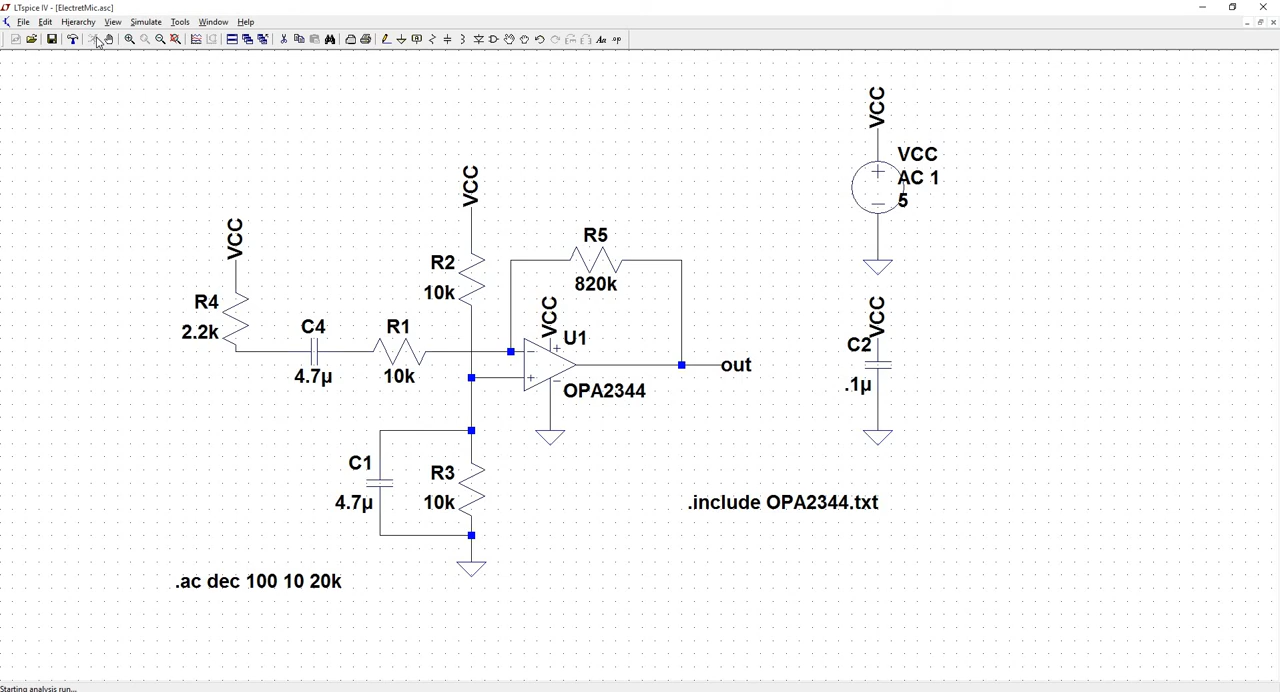 LTspice IV - [ElectretMic.asc]
File Edit Hierarchy View Simulate Tools Window Help
Aa .op
VCC
VCC
AC 1
5
VCC
VCC
R4
2.2k
C4
4.7µ
R1
10k
R2
10k
R5
820k
VCC
U1
OPA2344
out
VCC
C2
.1µ
C1
4.7µ
R3
10k
.include OPA2344.txt
.ac dec 100 10 20k
Starting analysis run...